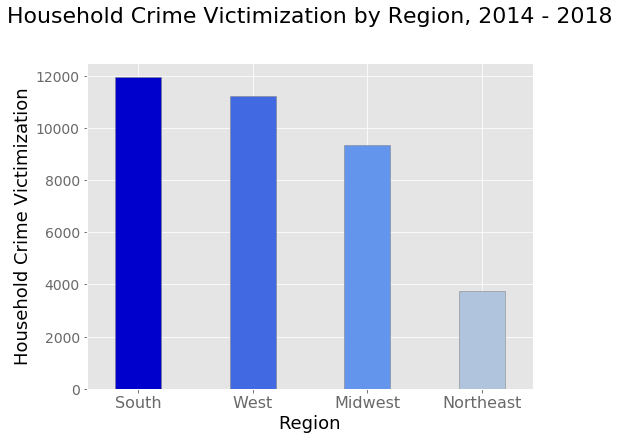 Household Crime Victimization by Region, 2014 - 2018
Household Crime Victimization
12000
10000
8000
6000
4000
2000
0
South West Midwest Northeast
Region